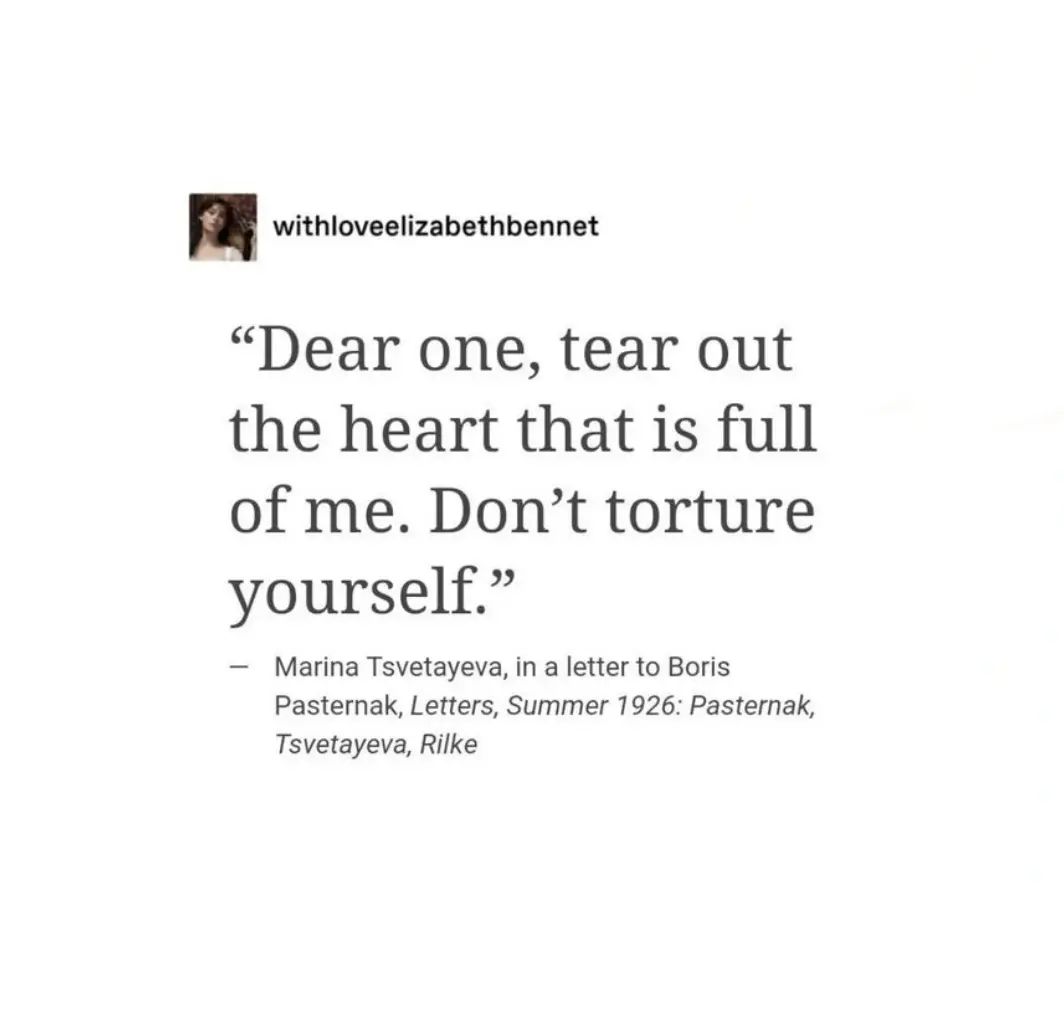 withloveelizabethbennet
“Dear one, tear out
the heart that is full
of me. Don’t torture
yourself.”
— Marina Tsvetayeva, in a letter to Boris
Pasternak, Letters, Summer 1926: Pasternak,
Tsvetayeva, Rilke